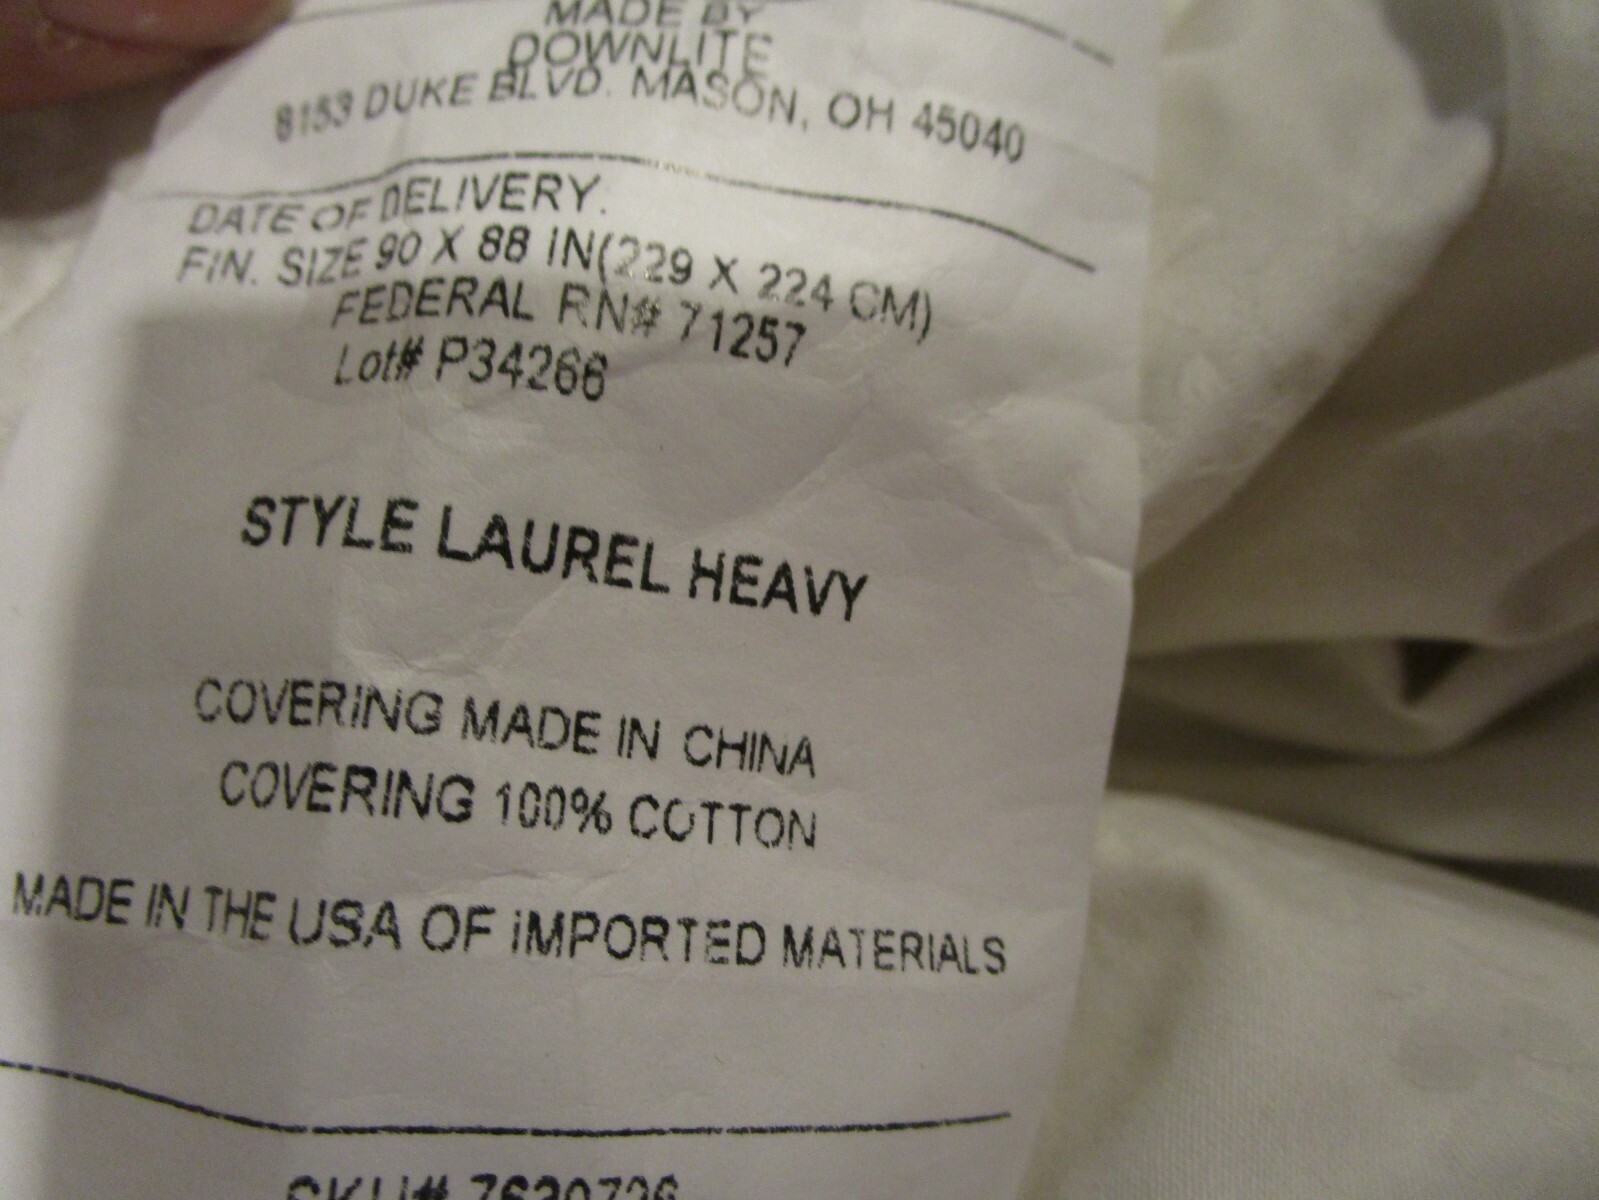 MADE BY
DOWNLITE
8153 DUKE BLVD. MASON, OH 45040
DATE OF DELIVERY.
FIN. SIZE 90 X 88 IN(229 X 224 CM)
FEDERAL RN# 71257
Lot# P34266
STYLE LAUREL HEAVY
COVERING MADE IN CHINA
COVERING 100% COTTON
MADE IN THE USA OF IMPORTED MATERIALS
SKU#